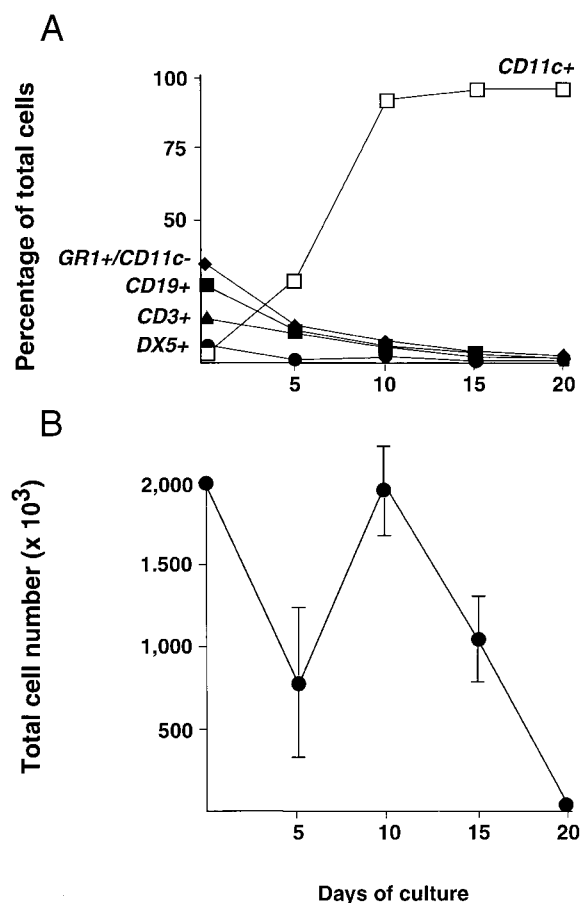 A
CD11c+
100
75
50
Percentage of total cells
GR1+/CD11c-
CD19+
CD3+
DX5+
5 10 15 20
B
2,000
1.500
1,000
500
Total cell number (x 10³)
5 10 15 20
Days of culture